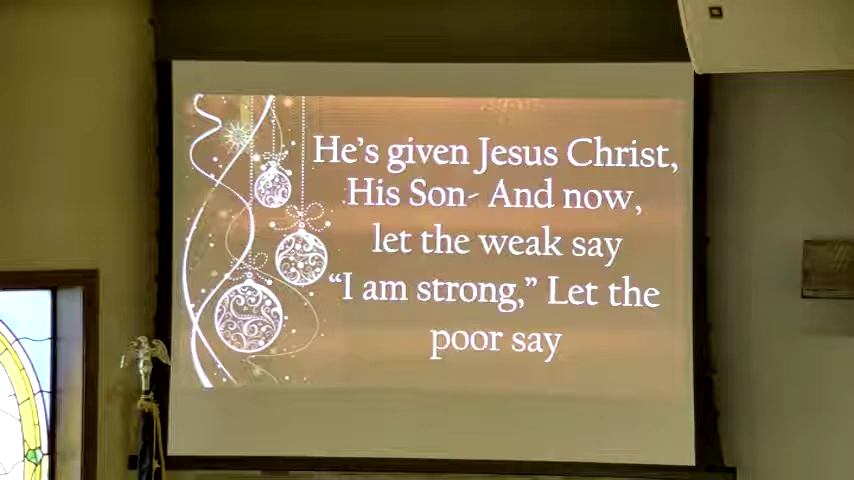 He's given Jesus Christ,
His Son- And now,
let the weak say
“I am strong,” Let the
poor say